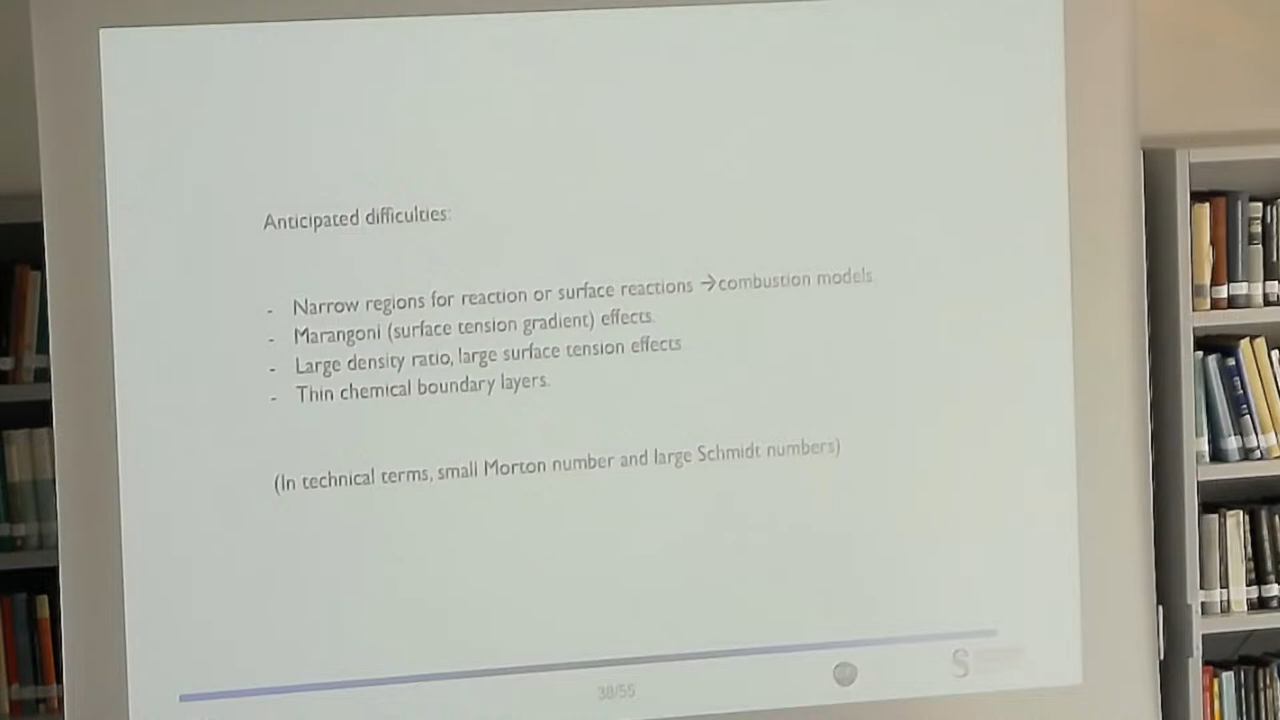 Anticipated difficulties:
- Narrow regions for reaction or surface reactions →combustion models.
- Marangoni (surface tension gradient) effects.
- Large density ratio, large surface tension effects
- Thin chemical boundary layers.
(In technical terms, small Morton number and large Schmidt numbers)
38/55
S